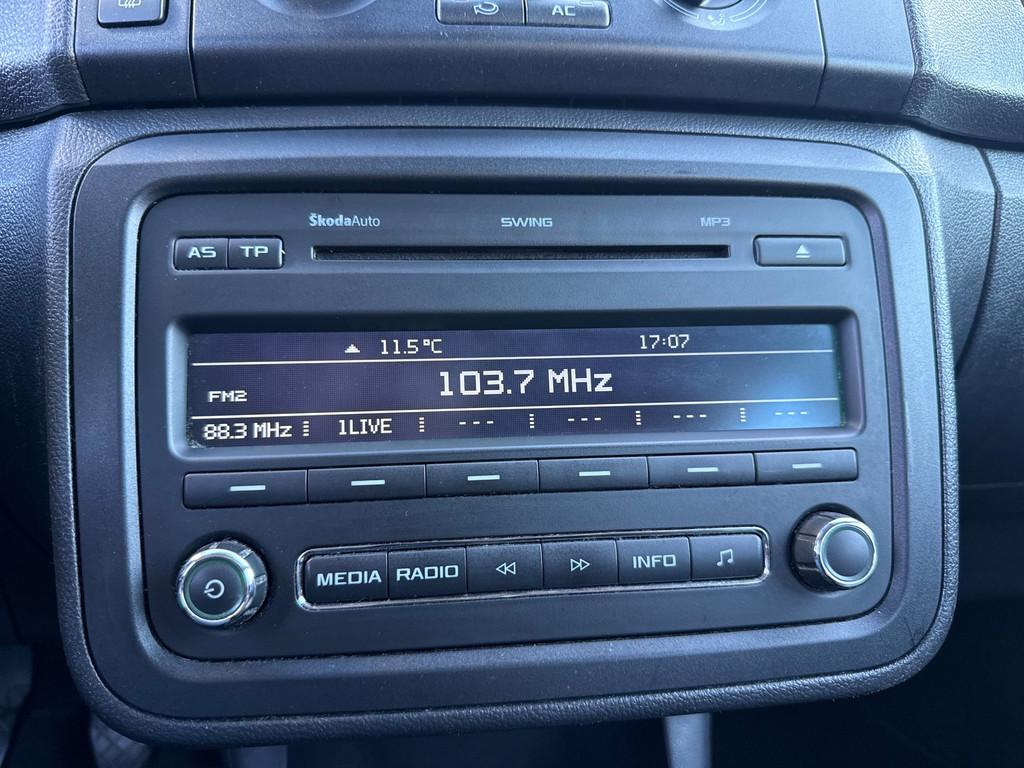 AC
ŠkodaAuto SWING MP3
AS TP
11.5°C 17:07
FM2 103.7 MHz
88.3 MHz 1LIVE --- --- --- ---
MEDIA RADIO INFO